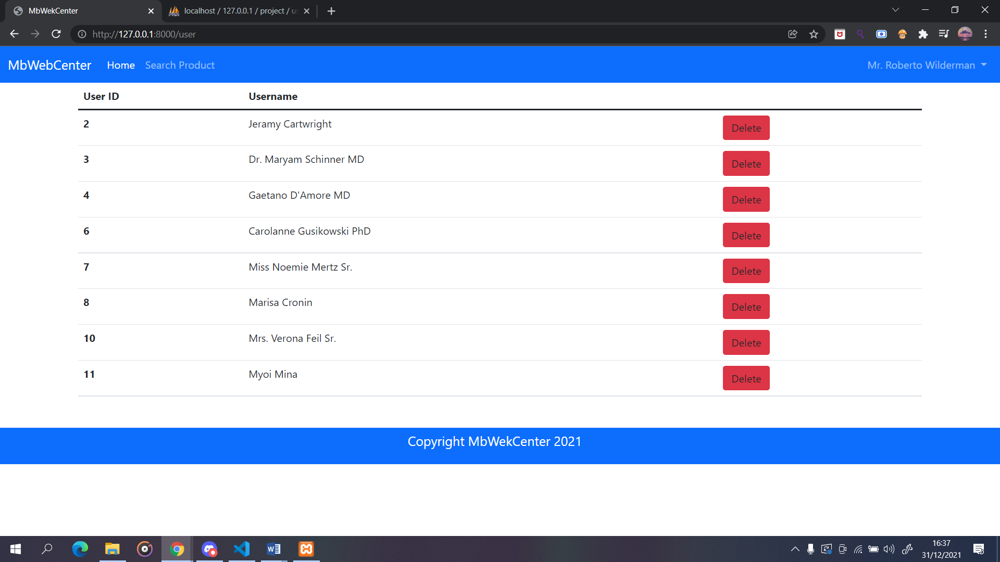 MbWekCenter
localhost / 127.0.0.1 / project / us
http://127.0.0.1:8000/user
MbWebCenter Home Search Product Mr. Roberto Wilderman
User ID Username
2 Jeramy Cartwright Delete
3 Dr. Maryam Schinner MD Delete
4 Gaetano D'Amore MD Delete
6 Carolanne Gusikowski PhD Delete
7 Miss Noemie Mertz Sr. Delete
8 Marisa Cronin Delete
10 Mrs. Verona Feil Sr. Delete
11 Myoi Mina Delete
Copyright MbWekCenter 2021
16:37
31/12/2021